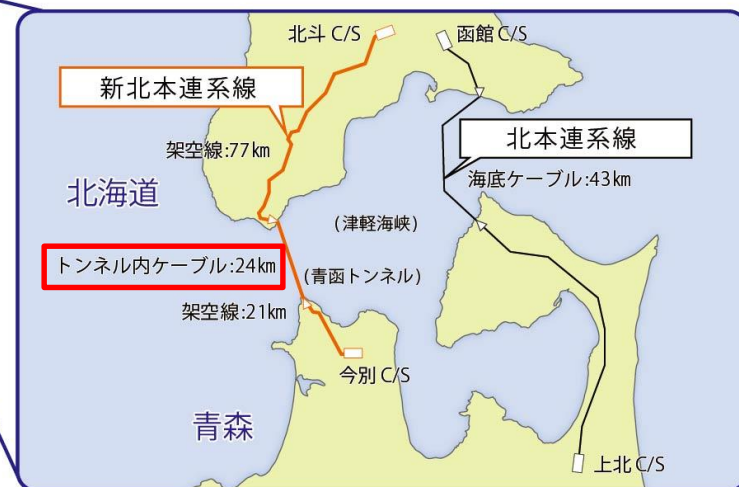 北斗 C/S
函館 C/S
新北本連系線
北本連系線
架空線:77㎞
海底ケーブル:43㎞
北海道
(津軽海峡)
トンネル内ケーブル:24㎞
(青函トンネル)
架空線:21㎞
今別 C/S
青森
上北 C/S